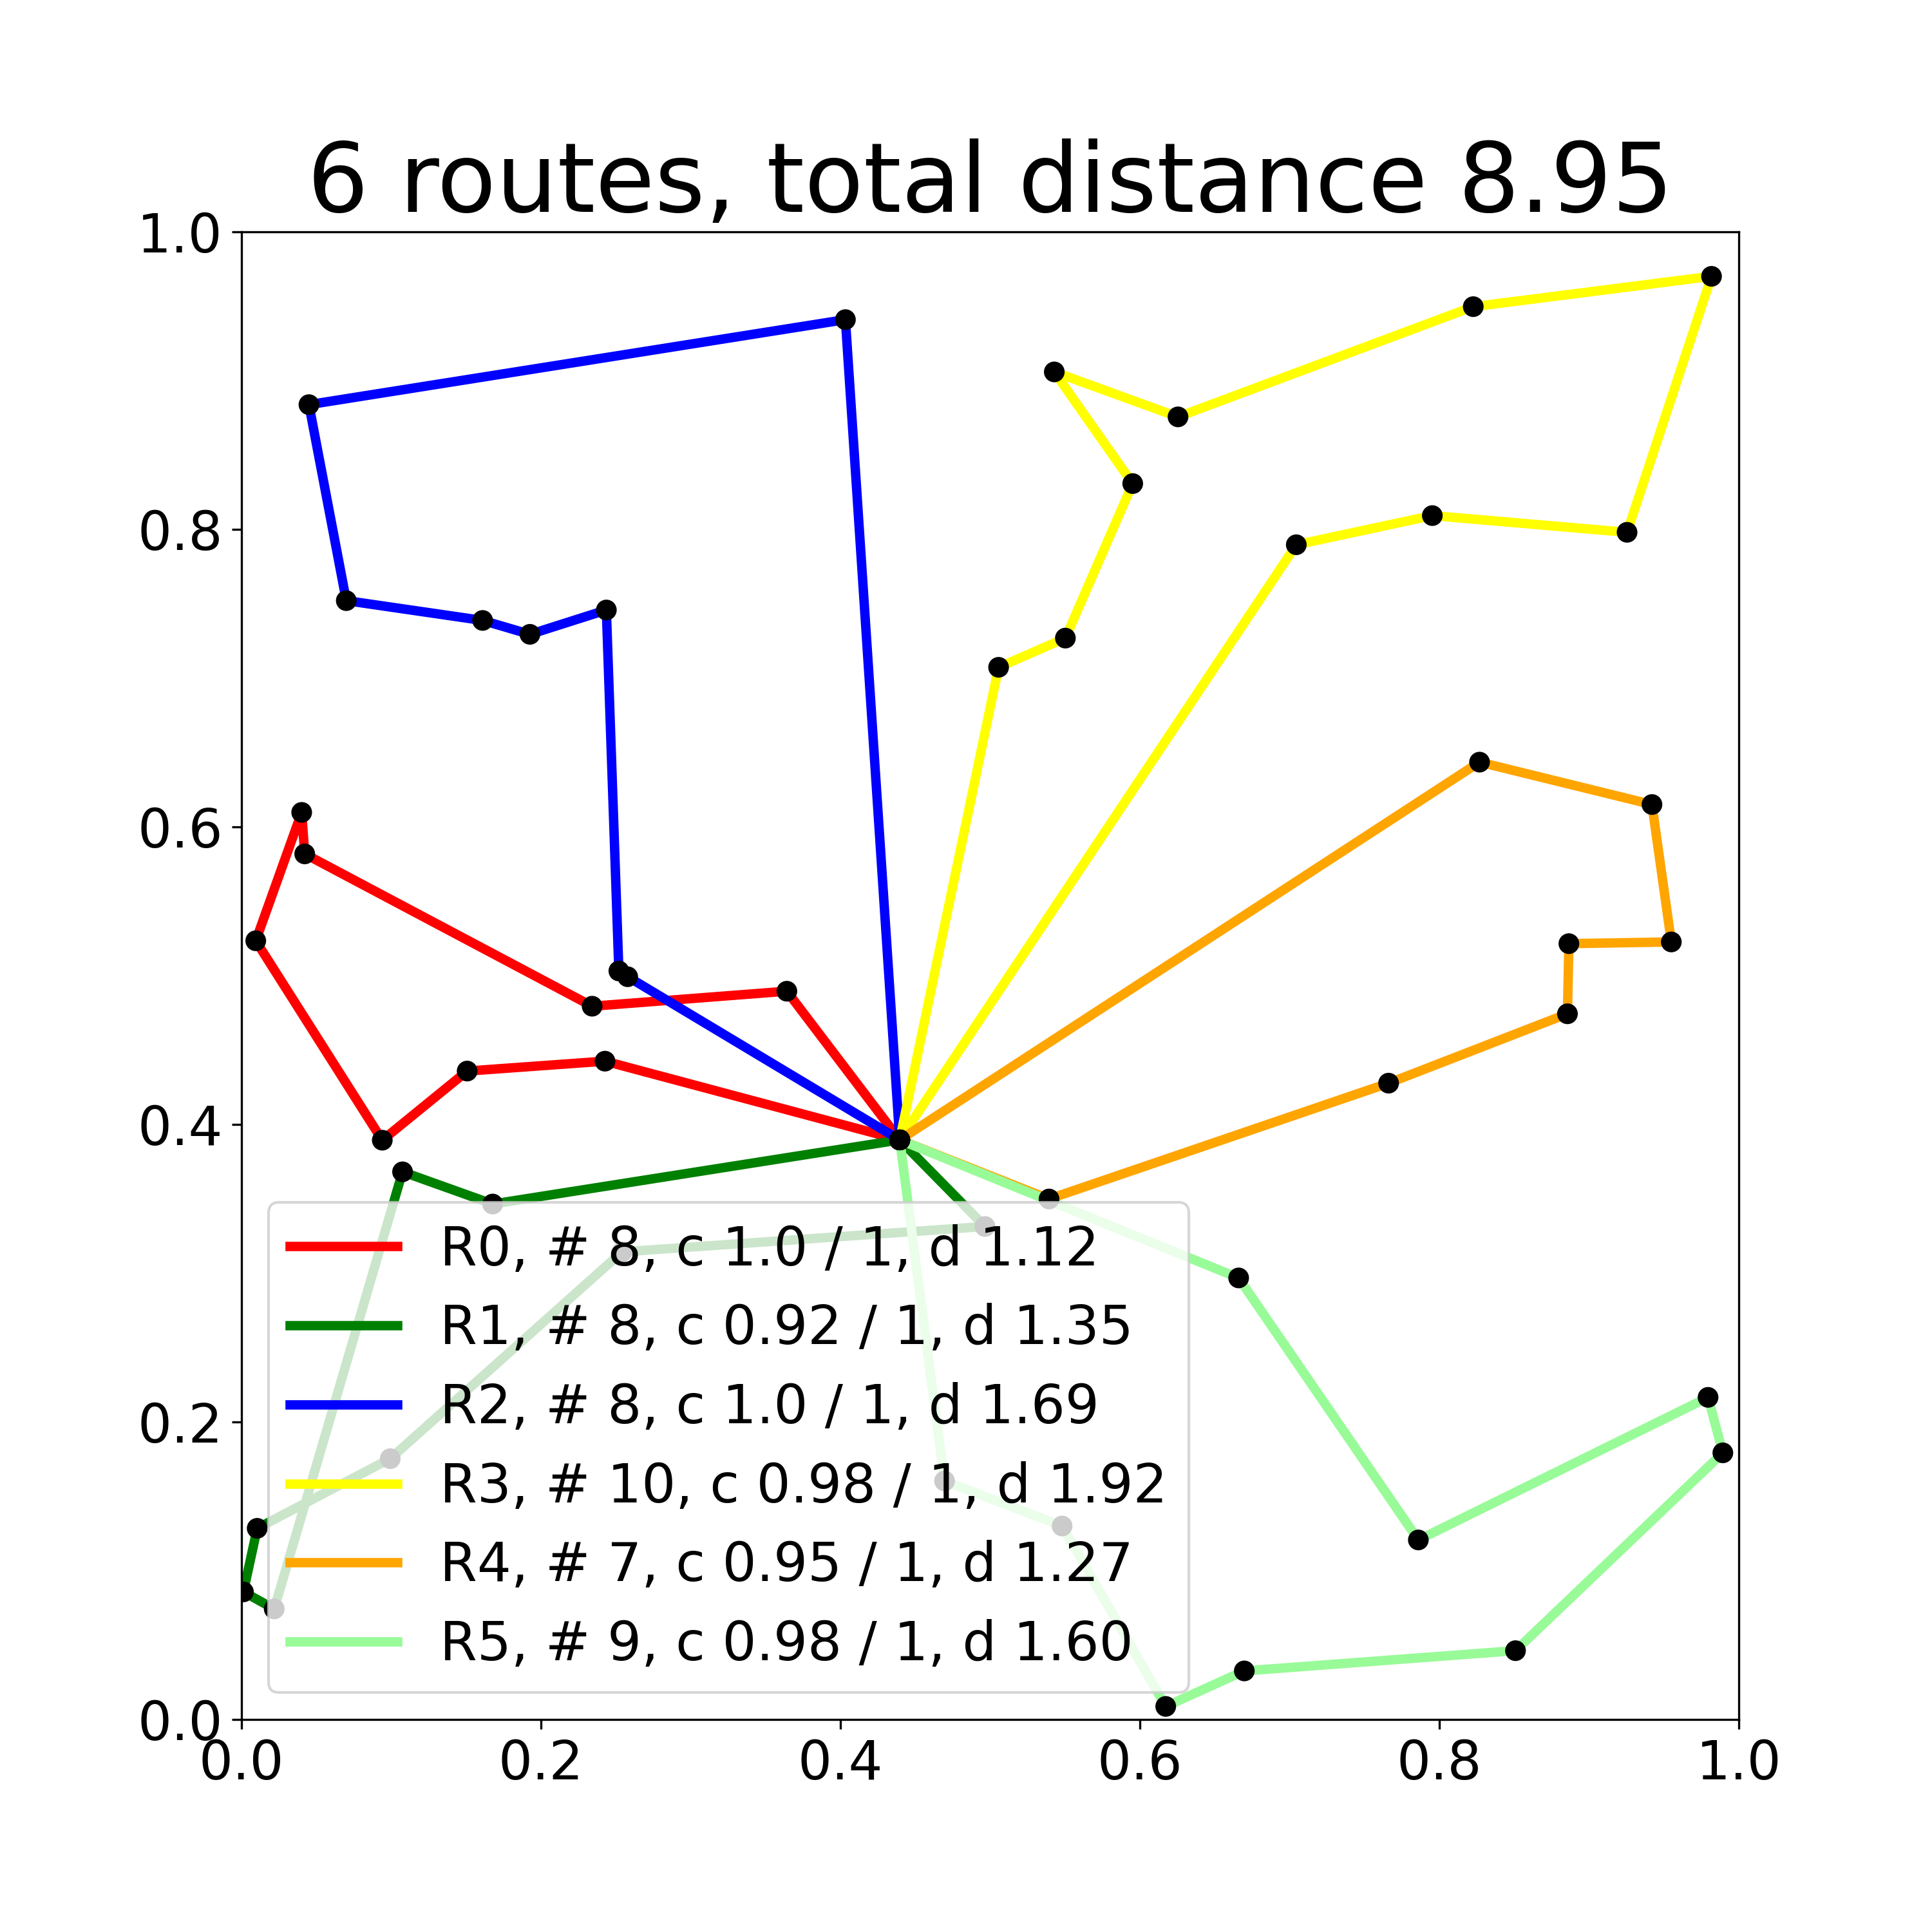 6 routes, total distance 8.95
1.0
0.8
0.6
0.4
0.2
0.0
R0, # 8, c 1.0 / 1, d 1.12
R1, # 8, c 0.92 / 1, d 1.35
R2, # 8, c 1.0 / 1, d 1.69
R3, # 10, c 0.98 / 1, d 1.92
R4, # 7, c 0.95 / 1, d 1.27
R5, # 9, c 0.98 / 1, d 1.60
0.0 0.2 0.4 0.6 0.8 1.0